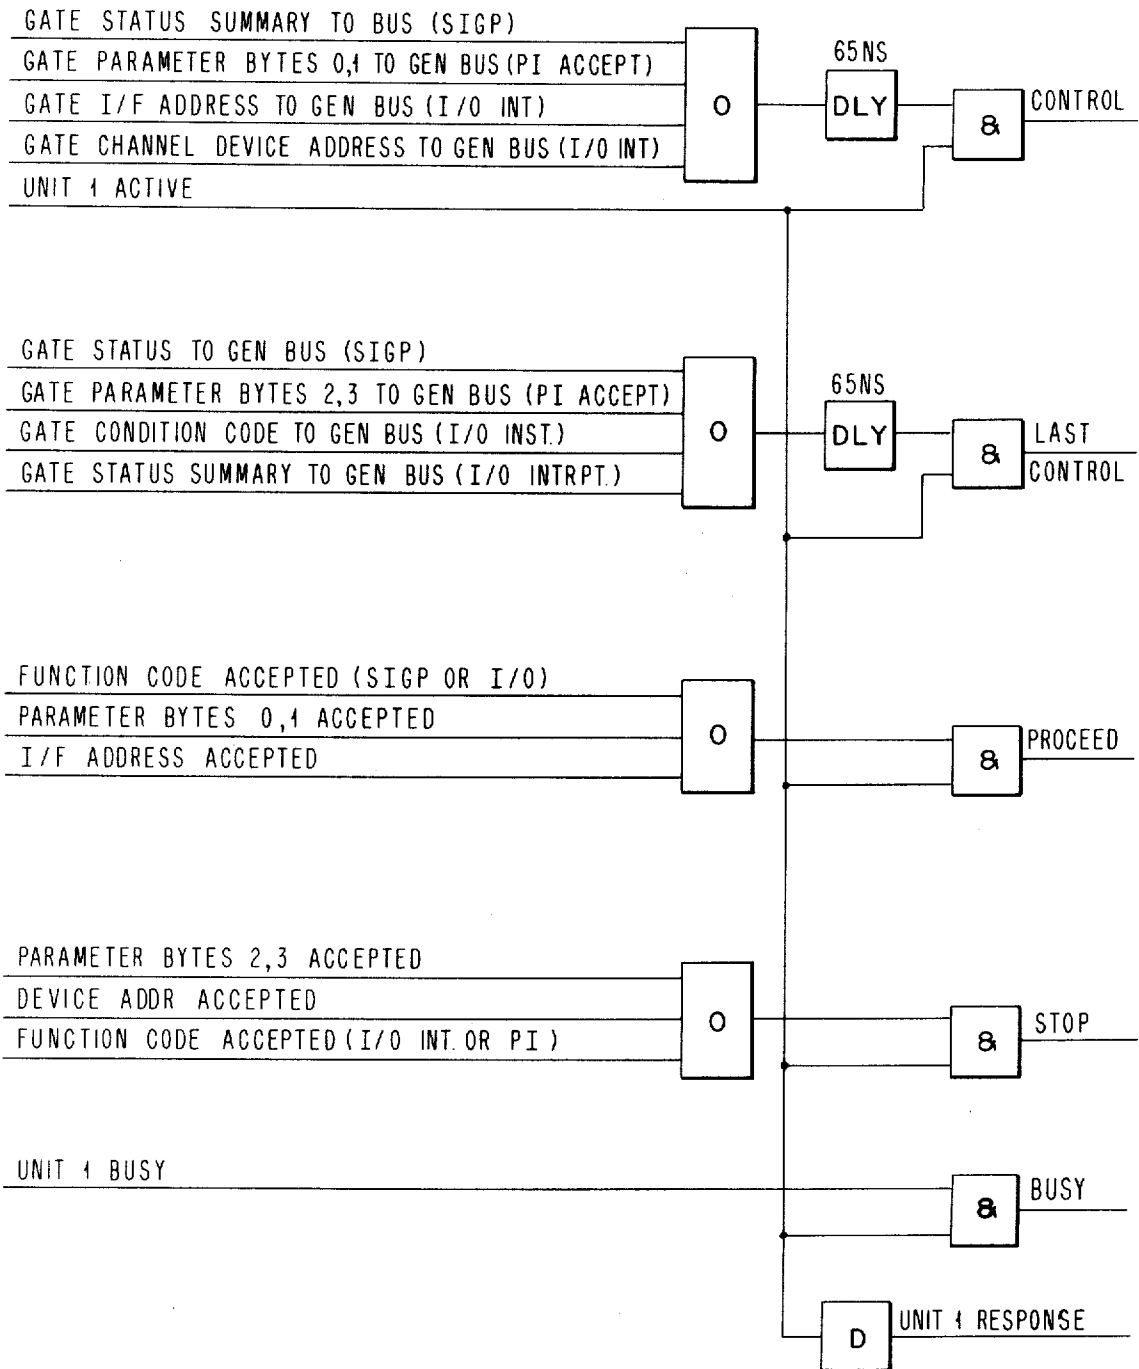 GATE STATUS SUMMARY TO BUS (SIGP)
GATE PARAMETER BYTES 0,1 TO GEN BUS (PI ACCEPT)
GATE I/F ADDRESS TO GEN BUS (I/O INT)
GATE CHANNEL DEVICE ADDRESS TO GEN BUS (I/O INT)
UNIT 1 ACTIVE
O
65NS
DLY
&
CONTROL
GATE STATUS TO GEN BUS (SIGP)
GATE PARAMETER BYTES 2,3 TO GEN BUS (PI ACCEPT)
GATE CONDITION CODE TO GEN BUS (I/O INST.)
GATE STATUS SUMMARY TO GEN BUS (I/O INTRPT.)
O
65NS
DLY
&
LAST
CONTROL
FUNCTION CODE ACCEPTED (SIGP OR I/O)
PARAMETER BYTES 0,1 ACCEPTED
I/F ADDRESS ACCEPTED
O
&
PROCEED
PARAMETER BYTES 2,3 ACCEPTED
DEVICE ADDR ACCEPTED
FUNCTION CODE ACCEPTED (I/O INT. OR PI)
O
&
STOP
UNIT 1 BUSY
&
BUSY
D
UNIT 1 RESPONSE